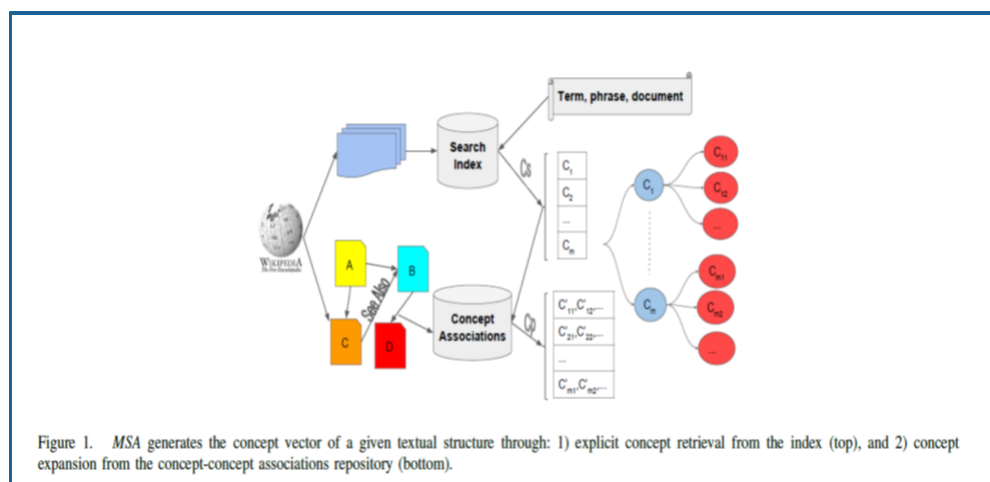 Term, phrase, document
Search
Index
Cs
C1
C2
...
Cm
C1
C11
C12
...
WIKIPEDIA
The Free Encyclopedia
A
B
See Also
C
D
Concept
Associations
Cp
C'11,C'12,...
C'21,C'22,...
...
C'm1,C'm2,...
Cm
Cm1
Cm2
...
Figure 1. MSA generates the concept vector of a given textual structure through: 1) explicit concept retrieval from the index (top), and 2) concept
expansion from the concept-concept associations repository (bottom).